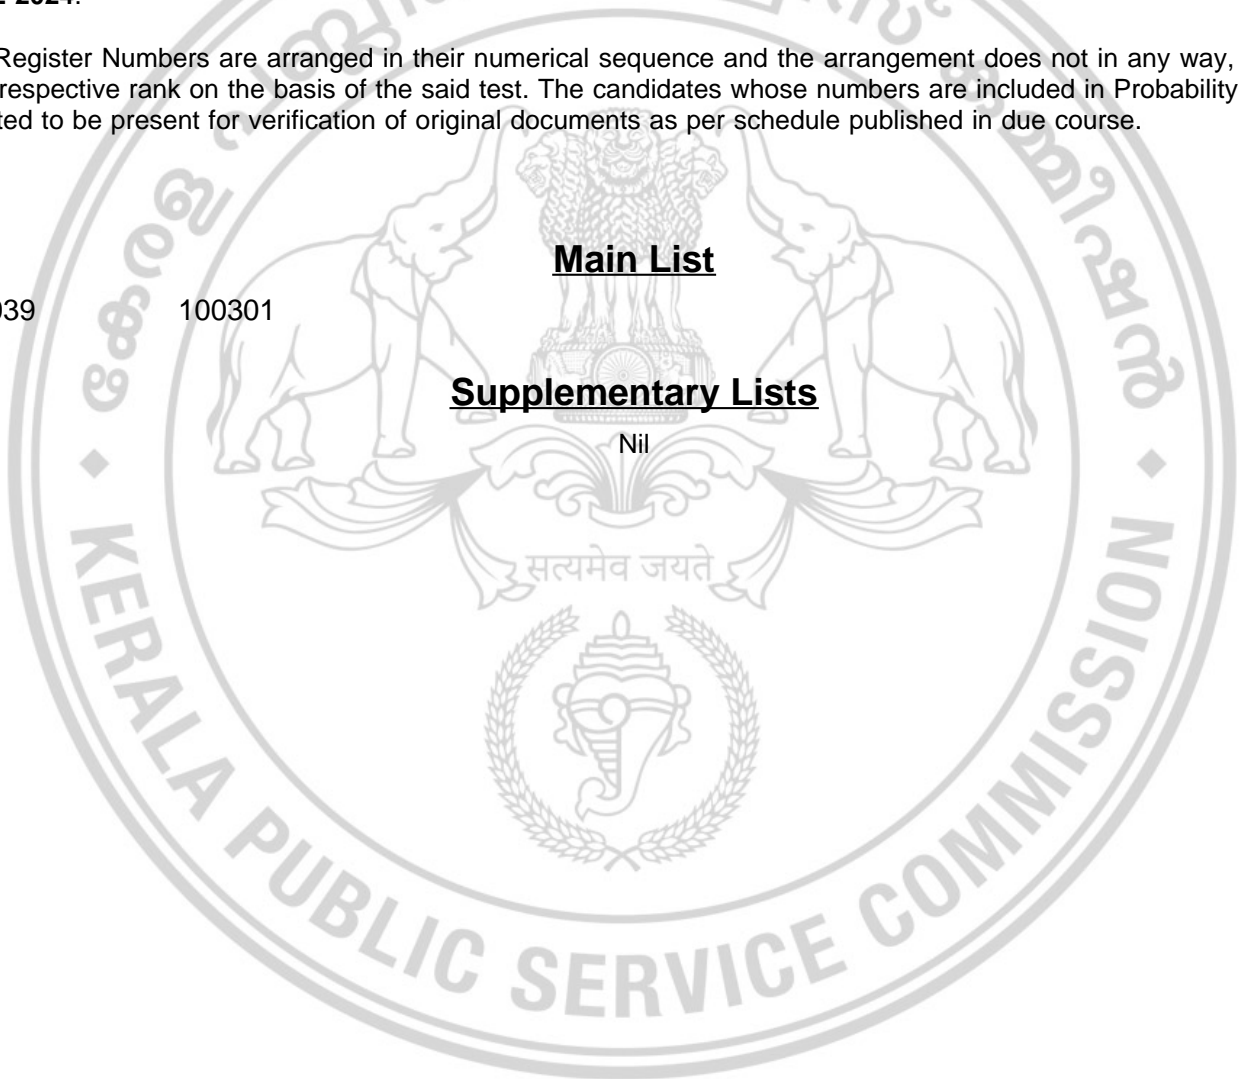 2024.
Register Numbers are arranged in their numerical sequence and the arrangement does not in any way,
respective rank on the basis of the said test. The candidates whose numbers are included in Probability
ted to be present for verification of original documents as per schedule published in due course.
Main List
039 100301
Supplementary Lists
Nil
सत्यमेव जयते
KERALA PUBLIC SERVICE COMMISSION
കേരള
കമ്മീഷൻ